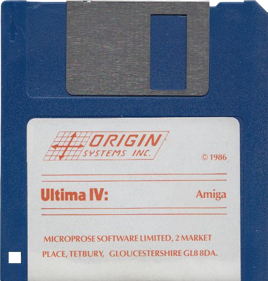 ORIGIN
SYSTEMS INC.
© 1986
Ultima IV: Amiga
MICROPROSE SOFTWARE LIMITED, 2 MARKET
PLACE, TETBURY, GLOUCESTERSHIRE GL8 8DA.